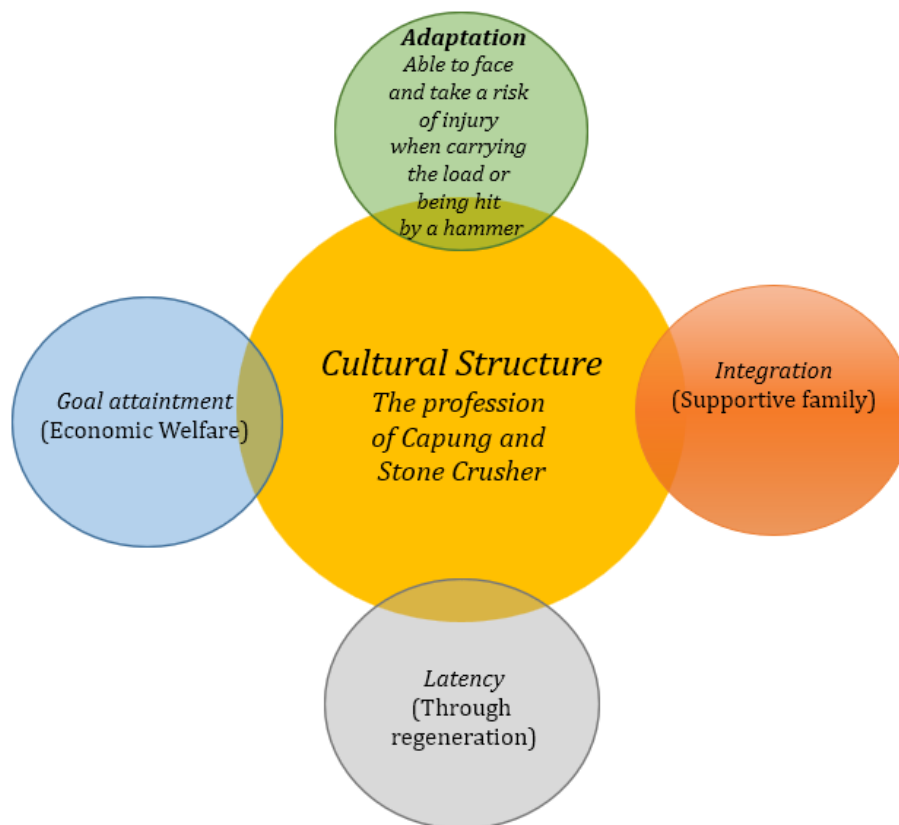 Adaptation
Able to face
and take a risk
of injury
when carrying
the load or
being hit
by a hammer
Cultural Structure
The profession
of Capung and
Stone Crusher
Goal attaintment
(Economic Welfare)
Integration
(Supportive family)
Latency
(Through
regeneration)